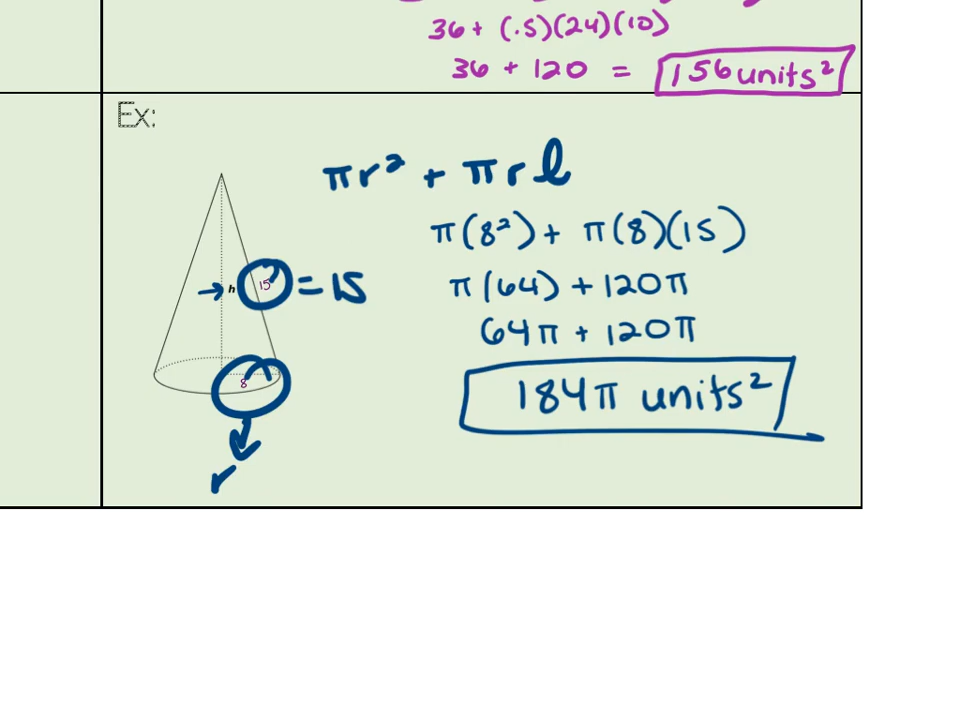 36 + (.5)(24)(10)
36 + 120 = 156 units²
Ex:
πr² + πrl
π(8²) + π(8)(15)
h 15 = 15
π(64) + 120π
64π + 120π
8
184π units²
r